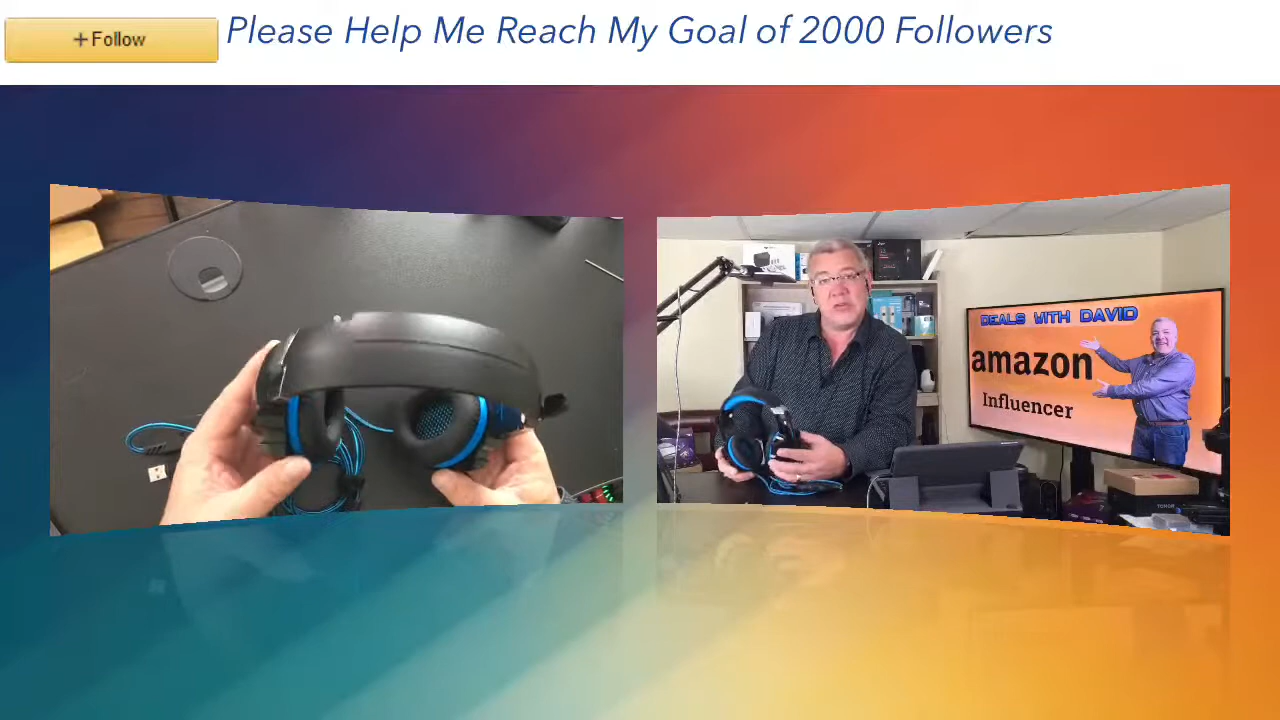 +Follow
Please Help Me Reach My Goal of 2000 Followers
DEALS WITH DAVID
amazon
Influencer